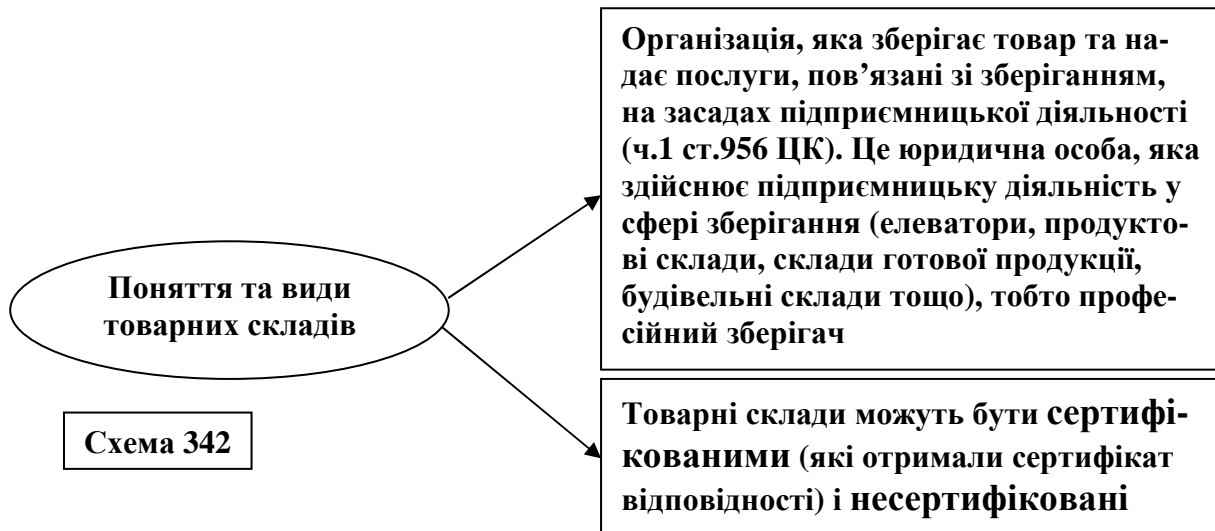 Організація, яка зберігає товар та на-
дає послуги, пов’язані зі зберіганням,
на засадах підприємницької діяльності
(ч.1 ст.956 ЦК). Це юридична особа, яка
здійснює підприємницьку діяльність у
сфері зберігання (елеватори, продукто-
ві склади, склади готової продукції,
будівельні склади тощо), тобто профе-
сійний зберігач
Поняття та види
товарних складів
Товарні склади можуть бути сертифі-
кованими (які отримали сертифікат
відповідності) і несертифіковані
Схема 342